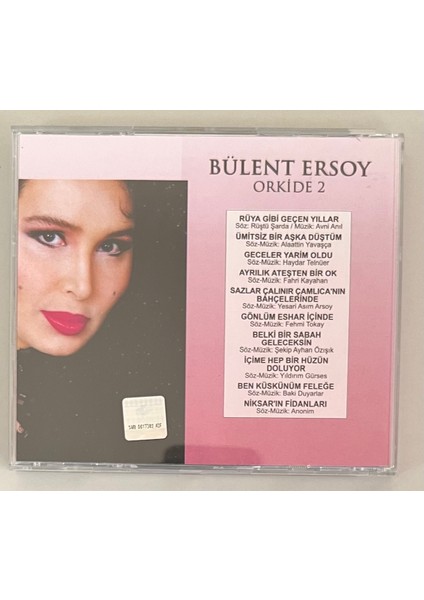 BÜLENT ERSOY
ORKİDE 2
RÜYA GİBİ GEÇEN YILLAR
Söz: Rüştü Şarda / Müzik: Avni Anıl
ÜMİTSİZ BİR AŞKA DÜŞTÜM
Söz-Müzik: Alaattin Yavaşça
GECELER YARİM OLDU
Söz-Müzik: Haydar Telnüer
AYRILIK ATEŞTEN BİR OK
Söz-Müzik: Fahri Kayahan
SAZLAR ÇALINIR ÇAMLICA'NIN
BAHÇELERİNDE
Söz-Müzik: Yesari Asım Arsoy
GÖNLÜM ESHAR İÇİNDE
Söz-Müzik: Fehmi Tokay
BELKİ BİR SABAH
GELECEKSİN
Söz-Müzik: Şekip Ayhan Özışık
İÇİME HEP BİR HÜZÜN
DOLUYOR
Söz-Müzik: Yıldırım Gürses
BEN KÜSKÜNÜM FELEĞE
Söz-Müzik: Baki Duyarlar
NİKSAR'IN FİDANLARI
Söz-Müzik: Anonim